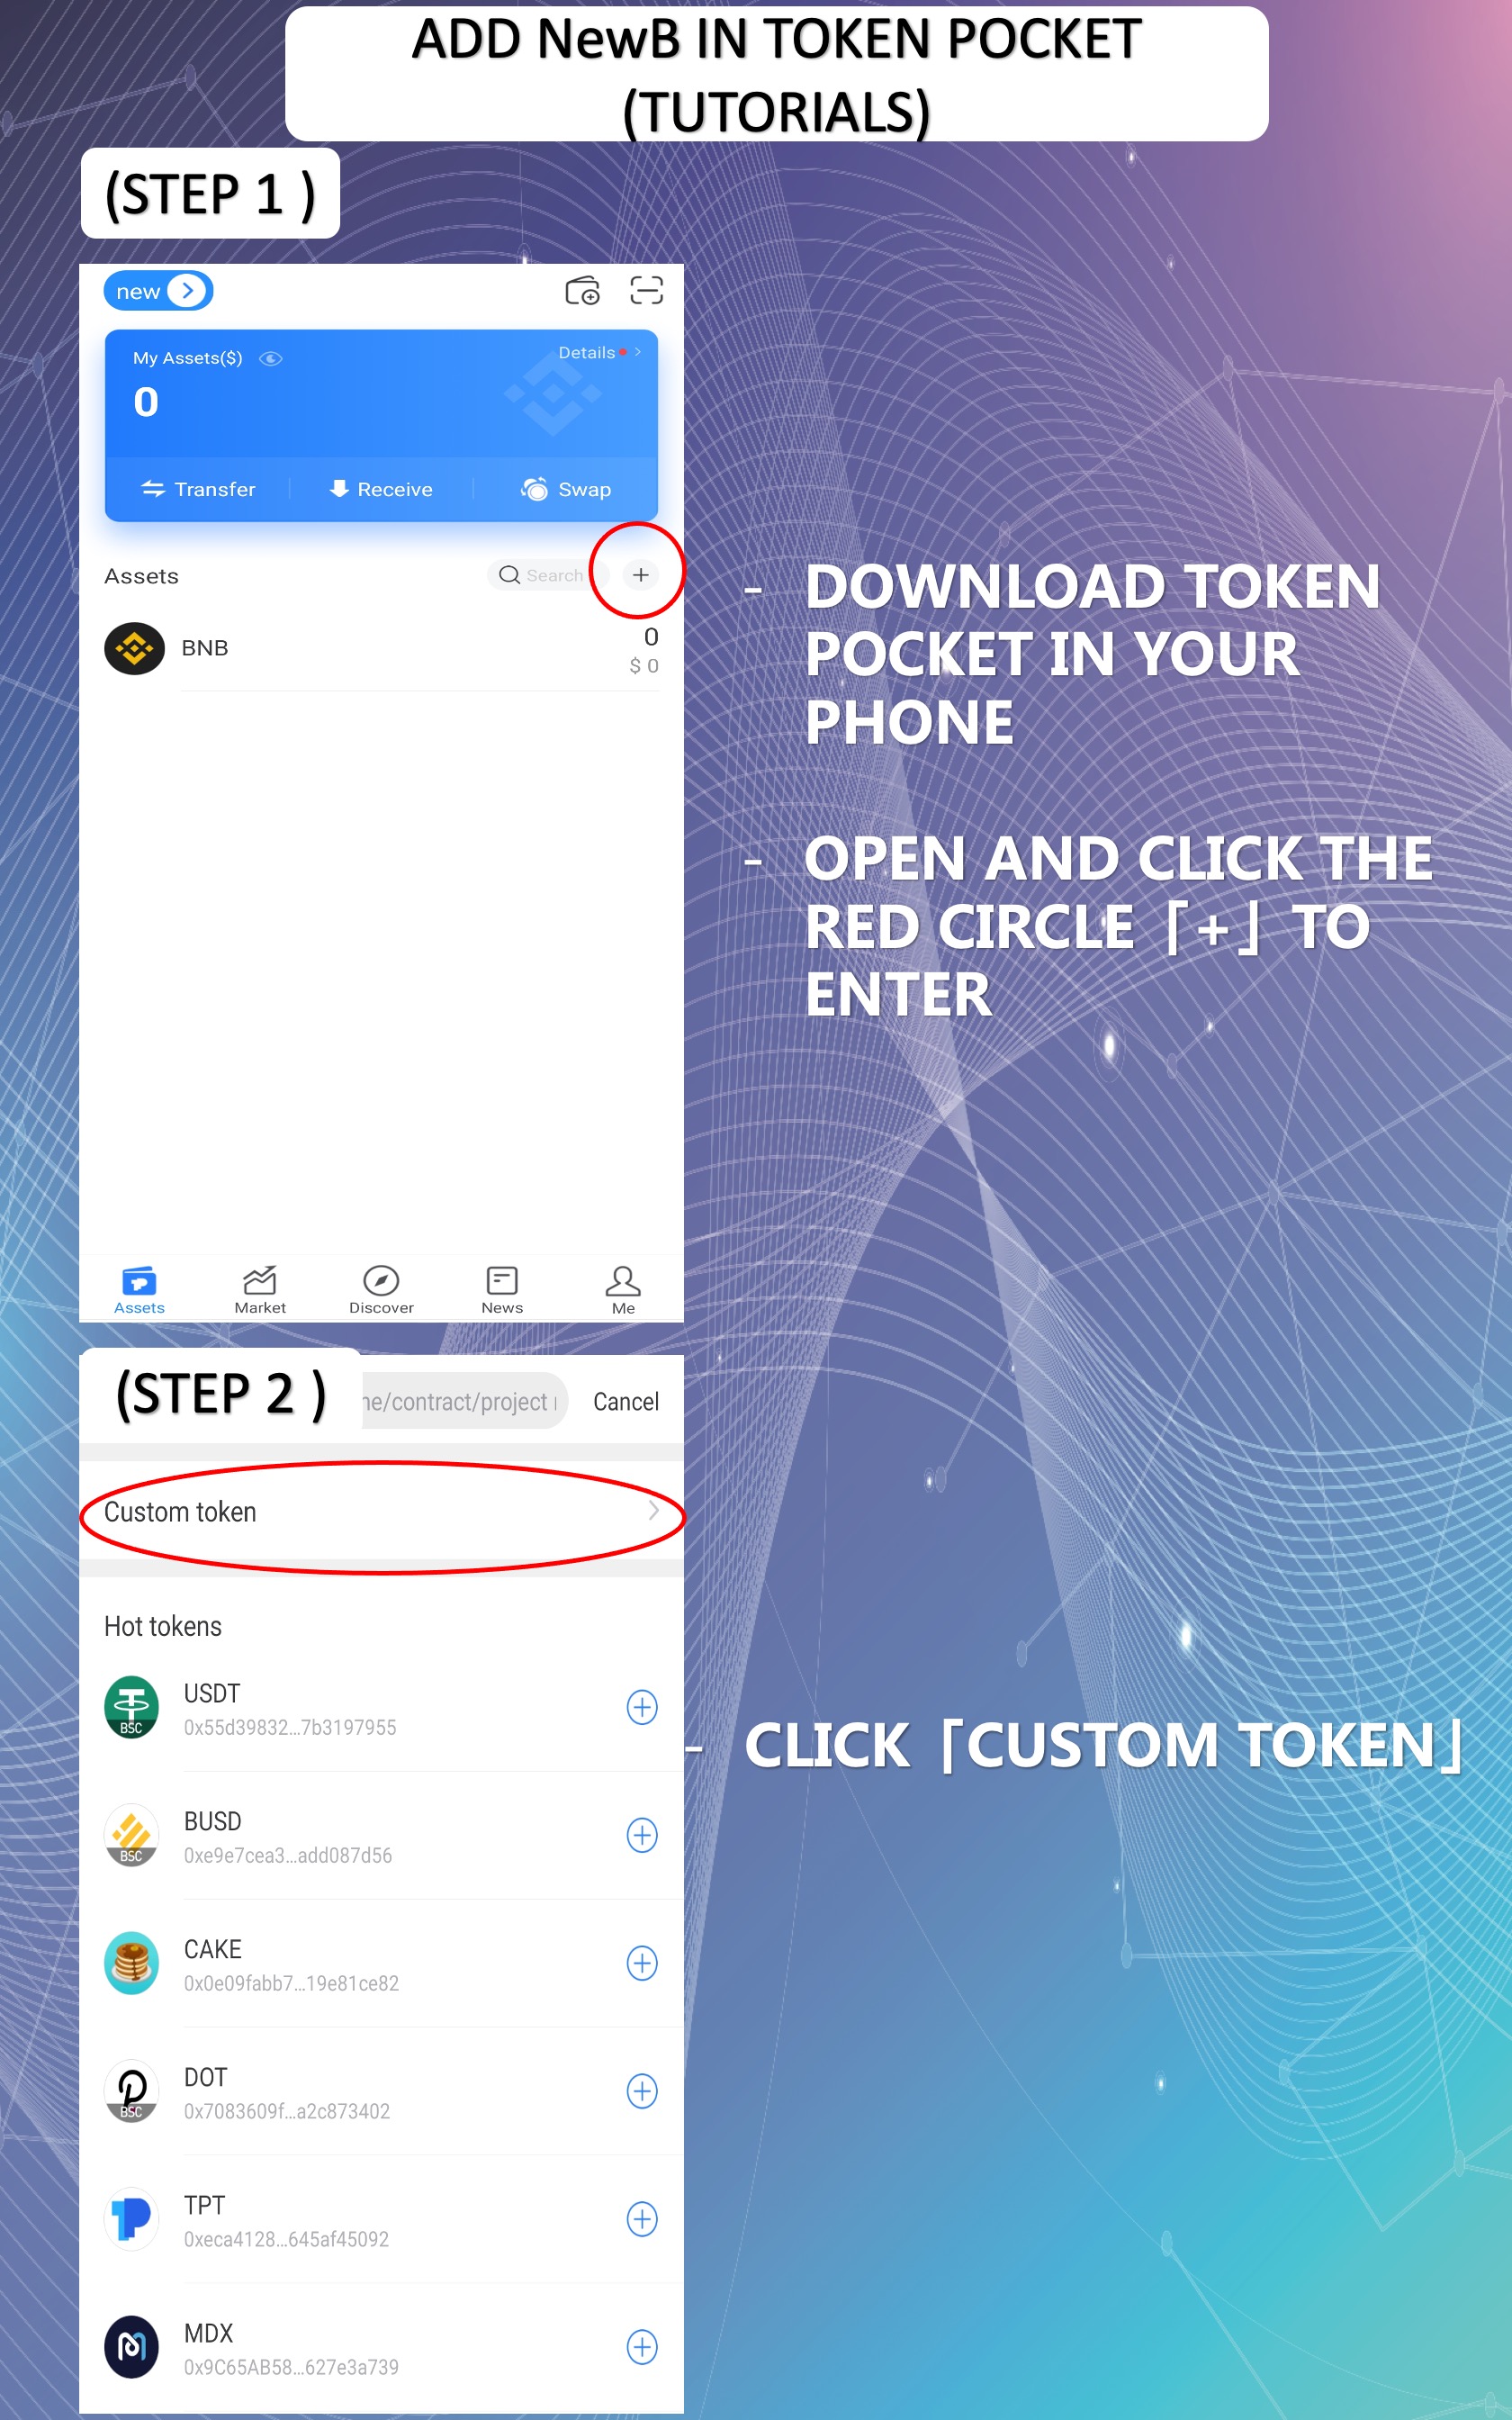 ADD NewB IN TOKEN POCKET
(TUTORIALS)
(STEP 1 )
new
My Assets($)
Details
0
Transfer
Receive
Swap
Assets
Search
BNB
0
$ 0
- DOWNLOAD TOKEN
POCKET IN YOUR
PHONE
- OPEN AND CLICK THE
RED CIRCLE「+」TO
ENTER
Assets
Market
Discover
News
Me
(STEP 2 )
/contract/project
Cancel
Custom token
Hot tokens
USDT
0x55d39832...7b3197955
BSC
BUSD
0xe9e7cea3...add087d56
BSC
CAKE
0x0e09fabb7...19e81ce82
DOT
0x7083609f...a2c873402
BSC
TPT
0xeca4128...645af45092
MDX
0x9C65AB58...627e3a739
- CLICK「CUSTOM TOKEN」